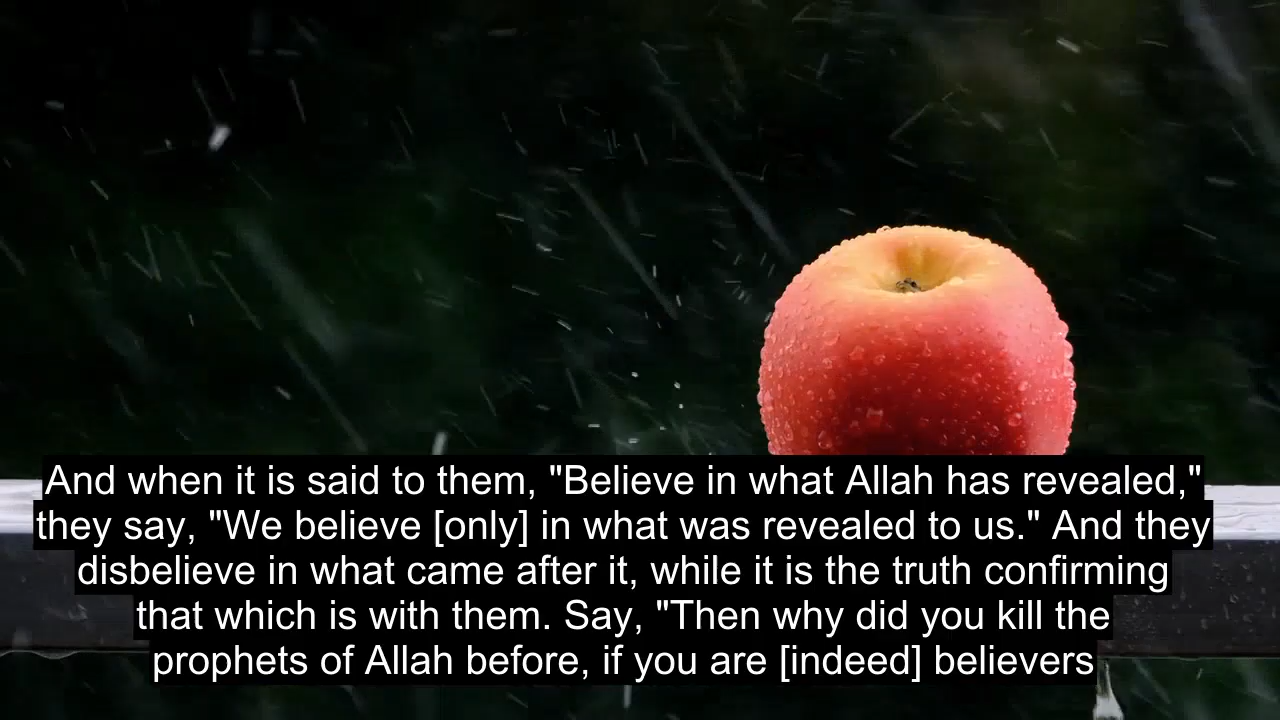 And when it is said to them, "Believe in what Allah has revealed,"
they say, "We believe [only] in what was revealed to us." And they
disbelieve in what came after it, while it is the truth confirming
that which is with them. Say, "Then why did you kill the
prophets of Allah before, if you are [indeed] believers